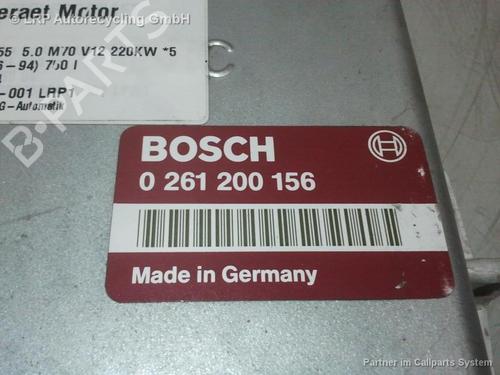 © LRP Autorecycling GmbH
eraet Motor
55 5.0 M70 V12 220KW *5
6-94) 750 I
-001 LRP1
G-Automatik
B-PARTS
BOSCH
0 261 200 156
Made in Germany
Partner im Callparts System